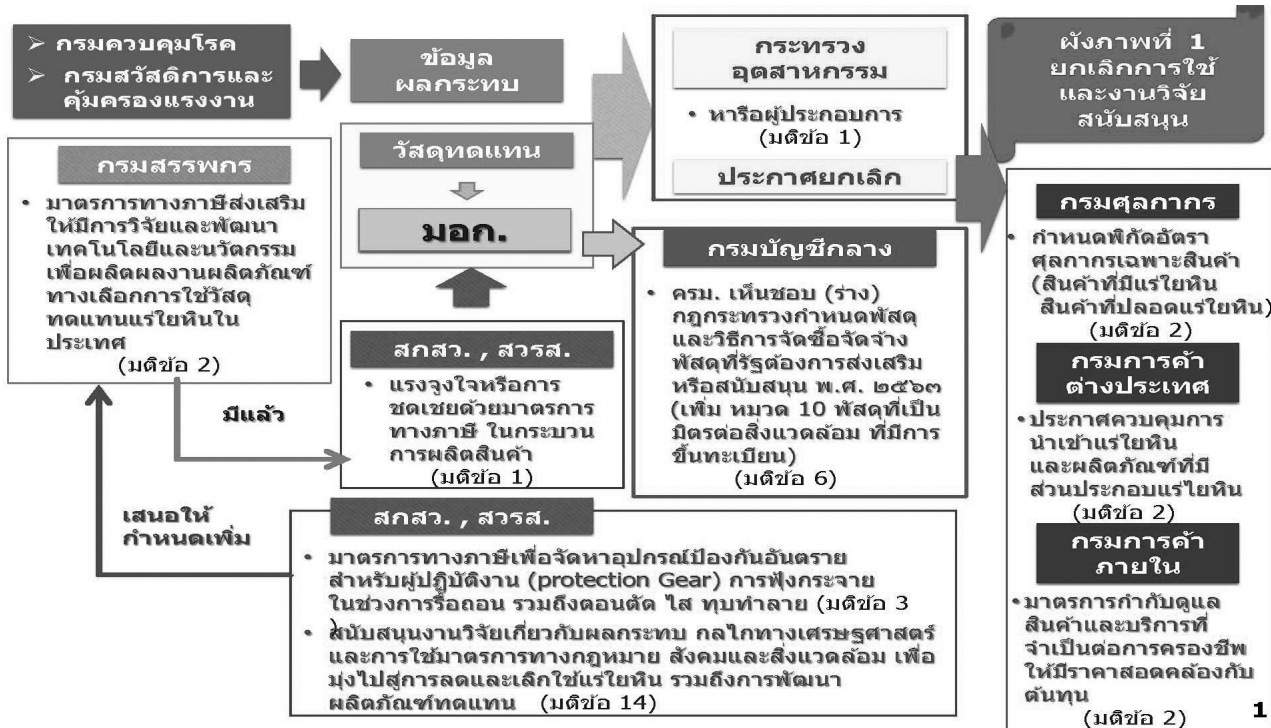 ➢ กรมควบคุมโรค
➢ กรมสวัสดิการและ
คุ้มครองแรงงาน
ข้อมูล
ผลกระทบ
กระทรวง
อุตสาหกรรม
• หารือผู้ประกอบการ
(มติข้อ 1)
ประกาศยกเลิก
ผังภาพที่ 1
ยกเลิกการใช้
และงานวิจัย
สนับสนุน
กรมสรรพกร
• มาตรการทางภาษีส่งเสริม
ให้มีการวิจัยและพัฒนา
เทคโนโลยีและนวัตกรรม
เพื่อผลิตผลงานผลิตภัณฑ์
ทางเลือกการใช้วัสดุ
ทดแทนแร่ใยหินใน
ประเทศ
(มติข้อ 2)
วัสดุทดแทน
มอก.
กรมบัญชีกลาง
• ครม. เห็นชอบ (ร่าง)
กฎกระทรวงกำหนดพัสดุ
และวิธีการจัดซื้อจัดจ้าง
พัสดุที่รัฐต้องการส่งเสริม
หรือสนับสนุน พ.ศ. ๒๕๖๓
(เพิ่ม หมวด 10 พัสดุที่เป็น
มิตรต่อสิ่งแวดล้อม ที่มีการ
ขึ้นทะเบียน)
(มติข้อ 6)
สกสว. , สวรส.
• แรงจูงใจหรือการ
ชดเชยด้วยมาตรการ
ทางภาษี ในกระบวน
การผลิตสินค้า
(มติข้อ 1)
มีแล้ว
เสนอให้
กำหนดเพิ่ม
สกสว. , สวรส.
• มาตรการทางภาษีเพื่อจัดหาอุปกรณ์ป้องกันอันตราย
สำหรับผู้ปฏิบัติงาน (protection Gear) การฟุ้งกระจาย
ในช่วงการรื้อถอน รวมถึงตอนตัด ไส ทุบทำลาย (มติข้อ 3
)
• สนับสนุนงานวิจัยเกี่ยวกับผลกระทบ กลไกทางเศรษฐศาสตร์
และการใช้มาตรการทางกฎหมาย สังคมและสิ่งแวดล้อม เพื่อ
มุ่งไปสู่การลดและเลิกใช้แร่ใยหิน รวมถึงการพัฒนา
ผลิตภัณฑ์ทดแทน (มติข้อ 14)
กรมศุลกากร
• กำหนดพิกัดอัตรา
ศุลกากรเฉพาะสินค้า
(สินค้าที่มีแร่ใยหิน
สินค้าที่ปลอดแร่ใยหิน)
(มติข้อ 2)
กรมการค้า
ต่างประเทศ
• ประกาศควบคุมการ
นำเข้าแร่ใยหิน
และผลิตภัณฑ์ที่มี
ส่วนประกอบแร่ไยหิน
(มติข้อ 2)
กรมการค้า
ภายใน
• มาตรการกำกับดูแล
สินค้าและบริการที่
จำเป็นต่อการครองชีพ
ให้มีราคาสอดคล้องกับ
ต้นทุน
(มติข้อ 2)
1